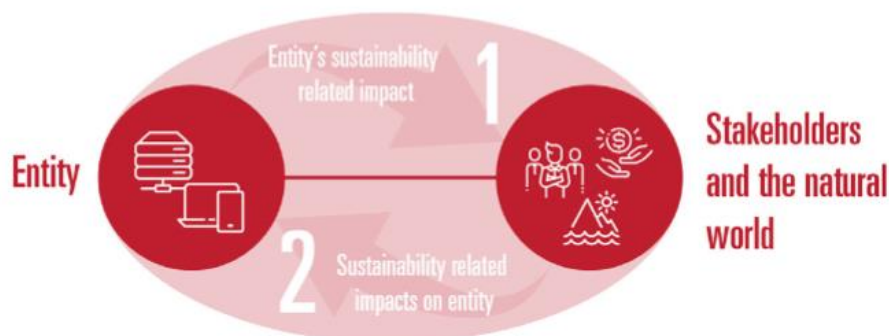 Entity's sustainability
related impact
1
Entity
Stakeholders
and the natural
world
2
Sustainability related
impacts on entity